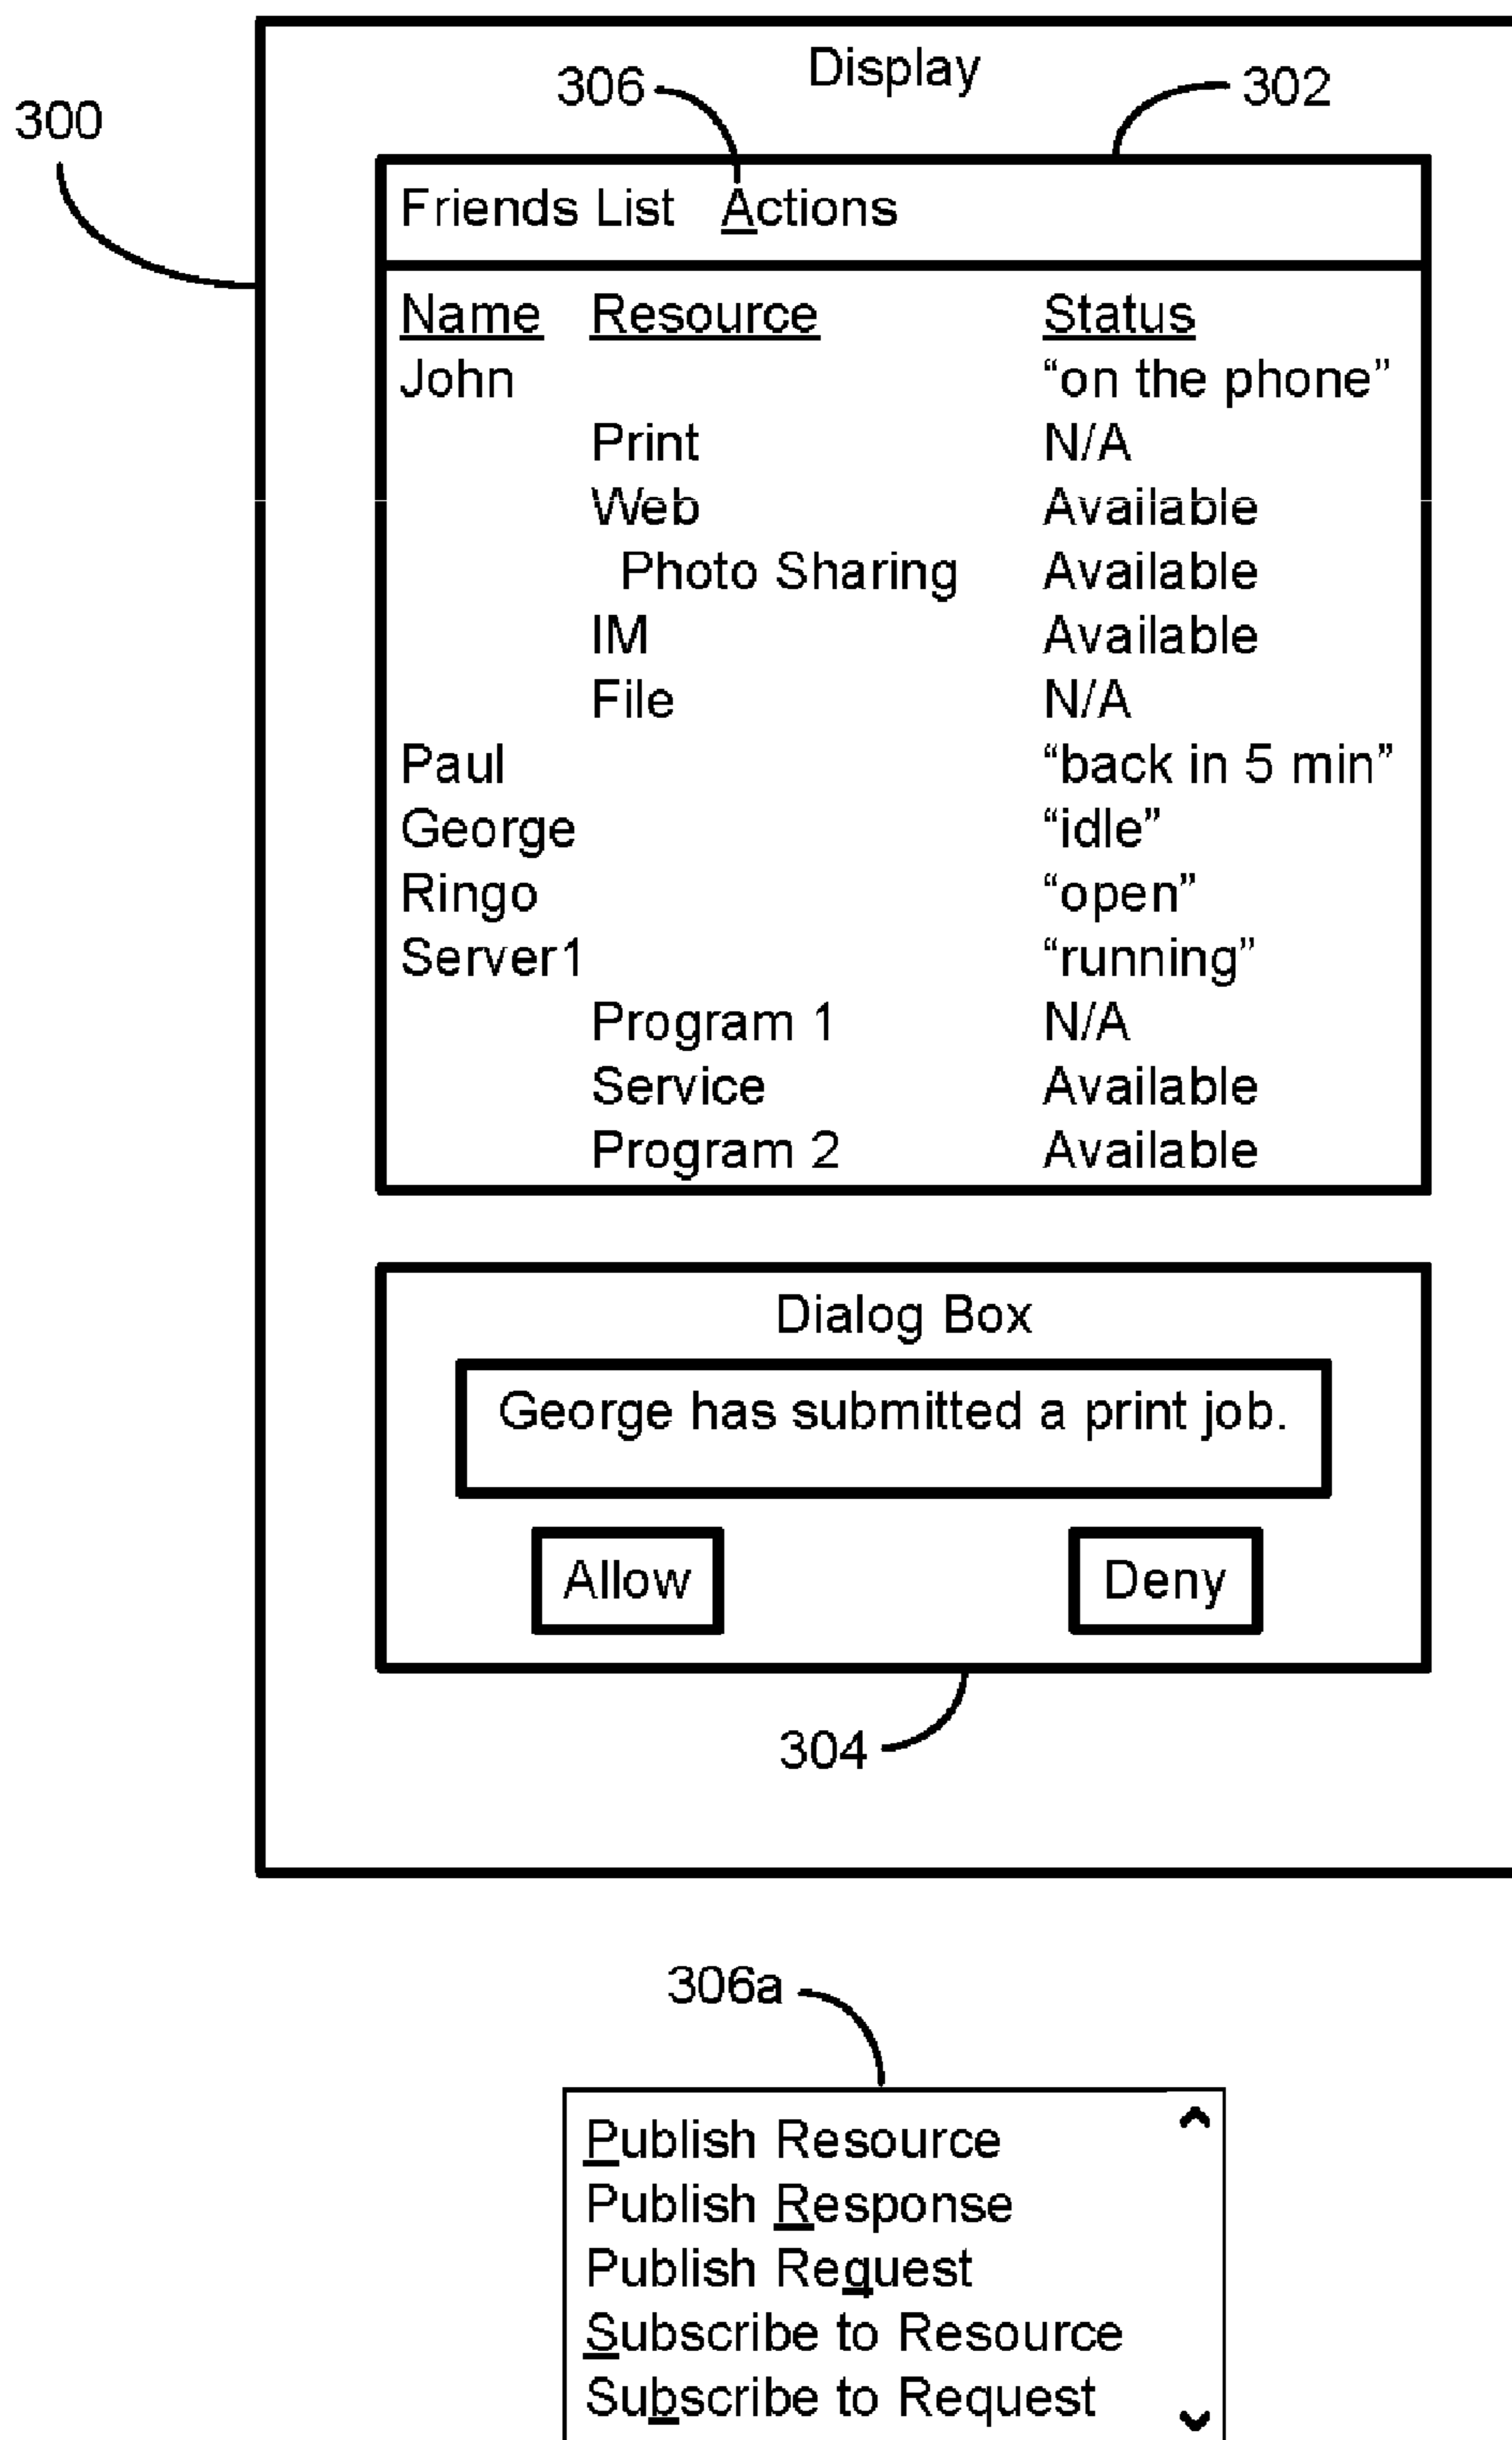 Display
306
302
300
Friends List Actions
Name Resource Status
John “on the phone”
Print N/A
Web Available
Photo Sharing Available
IM Available
File N/A
Paul “back in 5 min”
George “idle”
Ringo “open”
Server1 “running”
Program 1 N/A
Service Available
Program 2 Available
Dialog Box
George has submitted a print job.
Allow Deny
304
306a
Publish Resource
Publish Response
Publish Request
Subscribe to Resource
Subscribe to Request